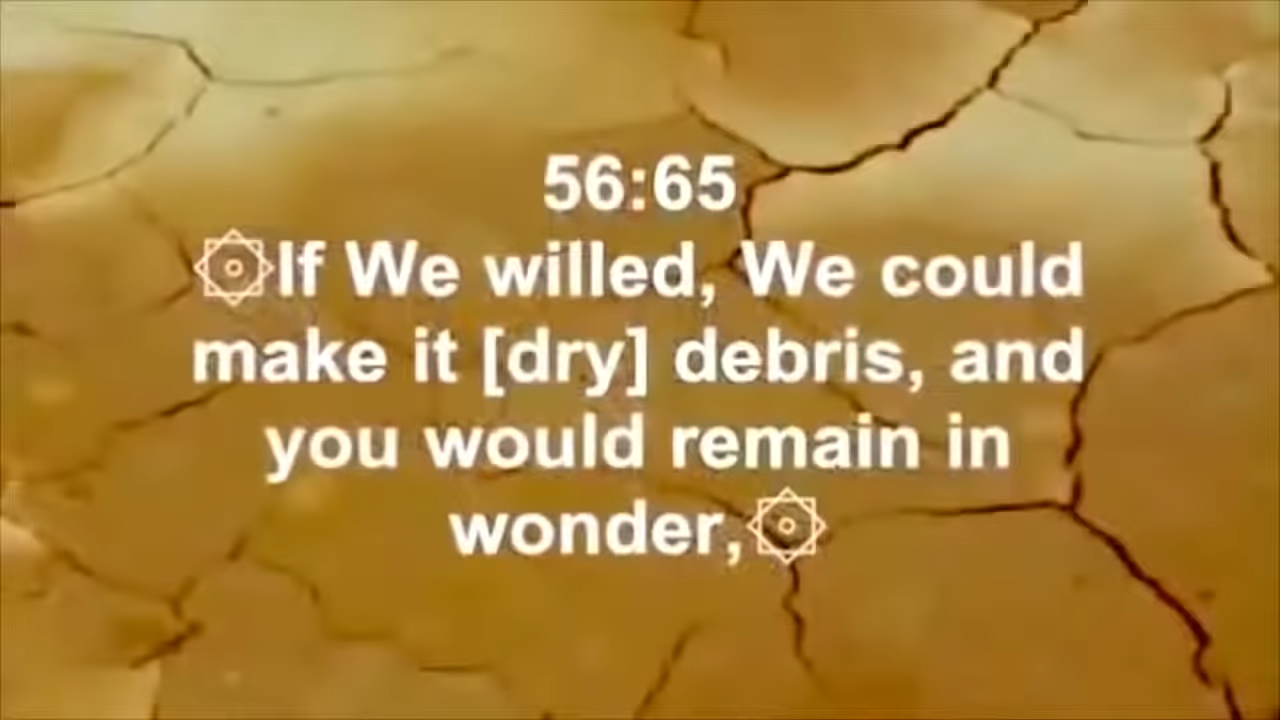 56:65
۞If We willed, We could
make it [dry] debris, and
you would remain in
wonder,۞